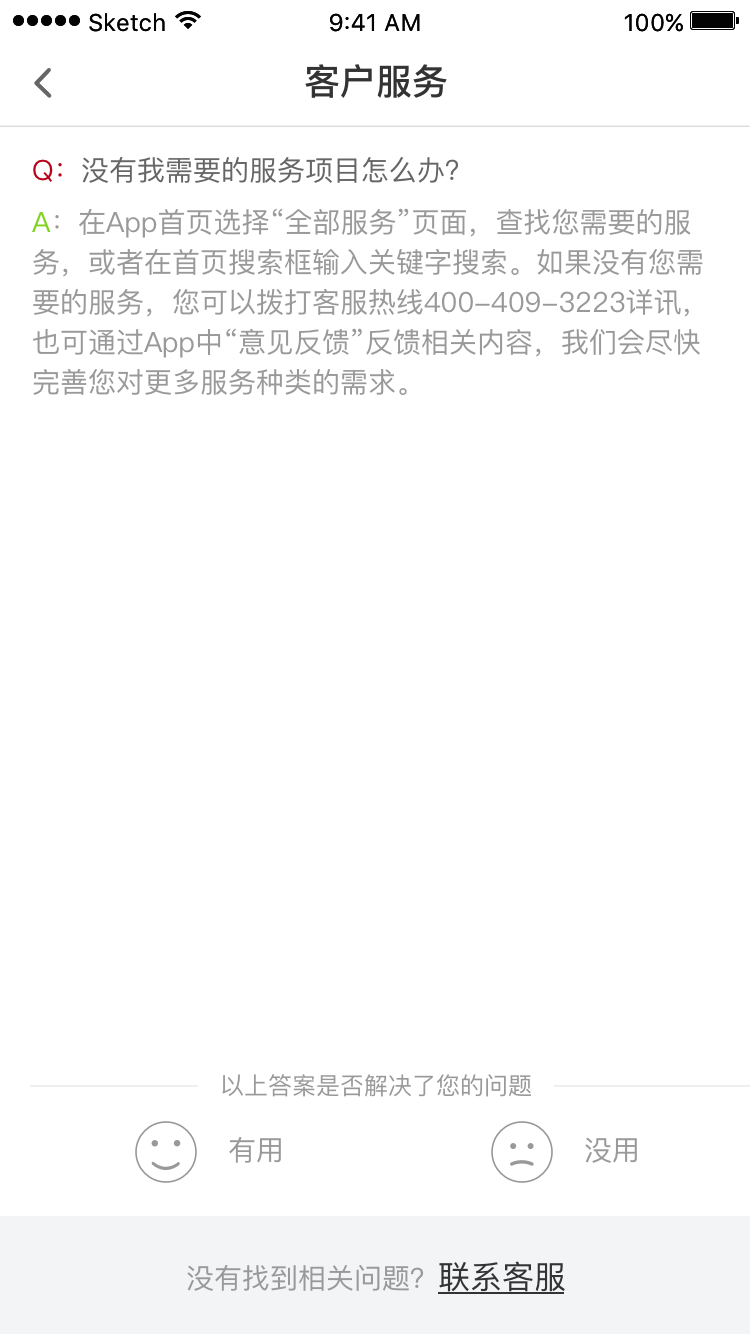 Sketch 9:41 AM 100%
客户服务
Q：没有我需要的服务项目怎么办？
A：在App首页选择“全部服务”页面，查找您需要的服
务，或者在首页搜索框输入关键字搜索。如果没有您需
要的服务，您可以拨打客服热线400-409-3223详讯，
也可通过App中“意见反馈”反馈相关内容，我们会尽快
完善您对更多服务种类的需求。
以上答案是否解决了您的问题
有用 没用
没有找到相关问题？联系客服